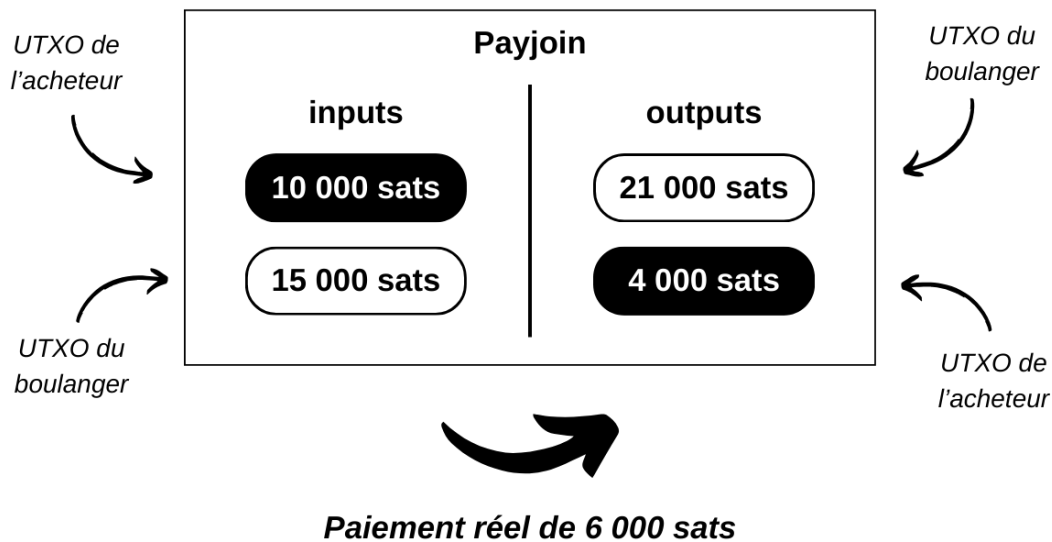 Payjoin
UTXO de
l'acheteur
UTXO du
boulanger
inputs
outputs
10 000 sats
21 000 sats
15 000 sats
4 000 sats
UTXO du
boulanger
UTXO de
l'acheteur
Paiement réel de 6 000 sats